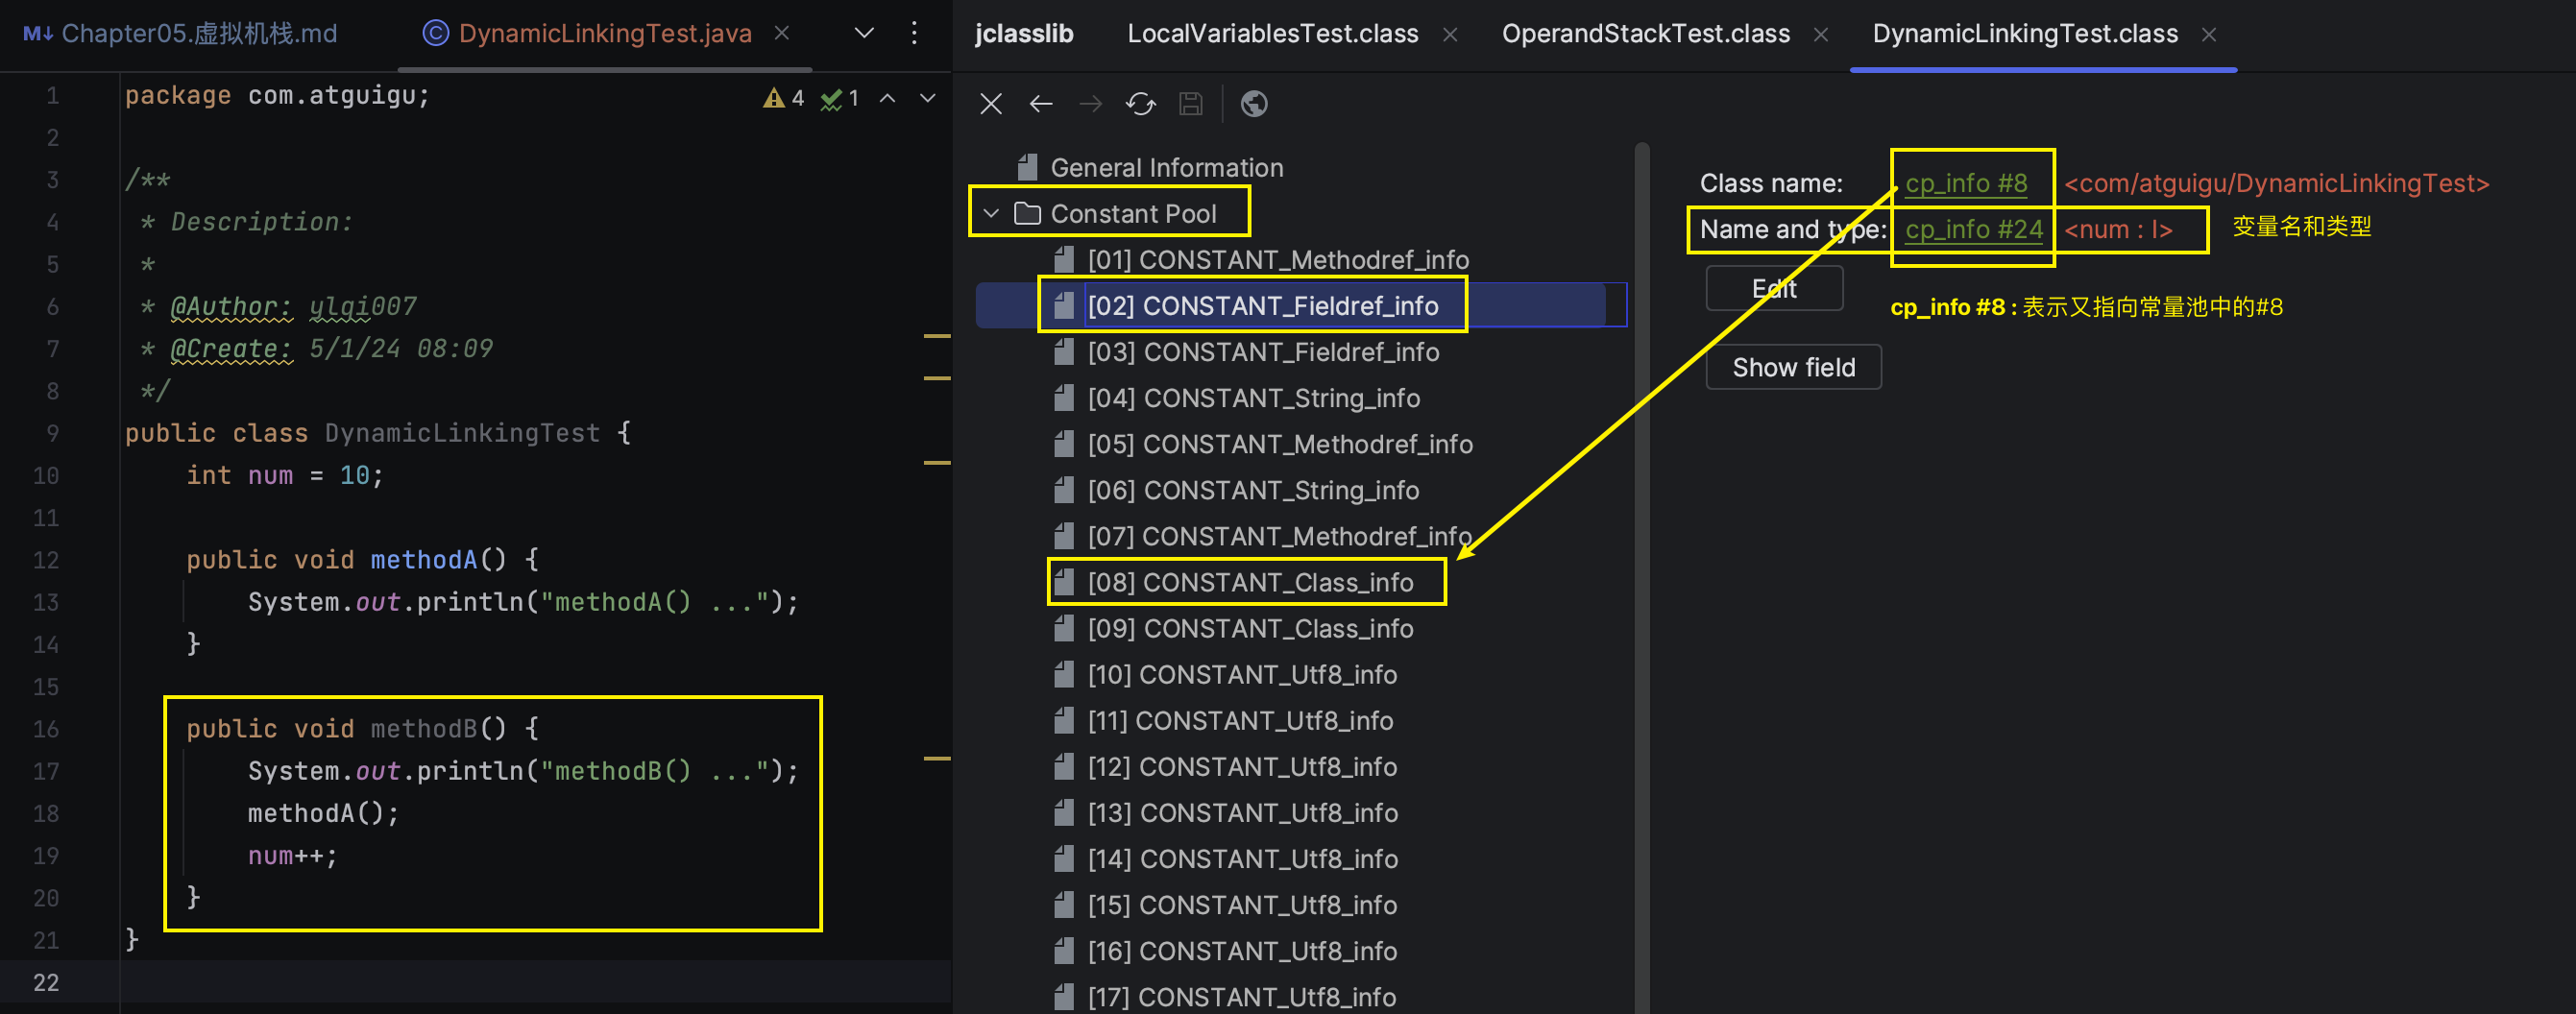 M↓ Chapter05.虚拟机栈.md
DynamicLinkingTest.java
4
1
1 package com.atguigu;
2
3 /**
4 * Description:
5 *
6 * @Author: ylqi007
7 * @Create: 5/1/24 08:09
8 */
9 public class DynamicLinkingTest {
10 int num = 10;
11
12 public void methodA() {
13 System.out.println("methodA() ...");
14 }
15
16 public void methodB() {
17 System.out.println("methodB() ...");
18 methodA();
19 num++;
20 }
21 }
22
jclasslib
LocalVariablesTest.class
OperandStackTest.class
DynamicLinkingTest.class
General Information
Constant Pool
[01] CONSTANT_Methodref_info
[02] CONSTANT_Fieldref_info
[03] CONSTANT_Fieldref_info
[04] CONSTANT_String_info
[05] CONSTANT_Methodref_info
[06] CONSTANT_String_info
[07] CONSTANT_Methodref_info
[08] CONSTANT_Class_info
[09] CONSTANT_Class_info
[10] CONSTANT_Utf8_info
[11] CONSTANT_Utf8_info
[12] CONSTANT_Utf8_info
[13] CONSTANT_Utf8_info
[14] CONSTANT_Utf8_info
[15] CONSTANT_Utf8_info
[16] CONSTANT_Utf8_info
[17] CONSTANT_Utf8_info
Class name: cp_info #8 <com/atguigu/DynamicLinkingTest>
Name and type: cp_info #24 <num : I> 变量名和类型
Edit
cp_info #8 : 表示又指向常量池中的#8
Show field